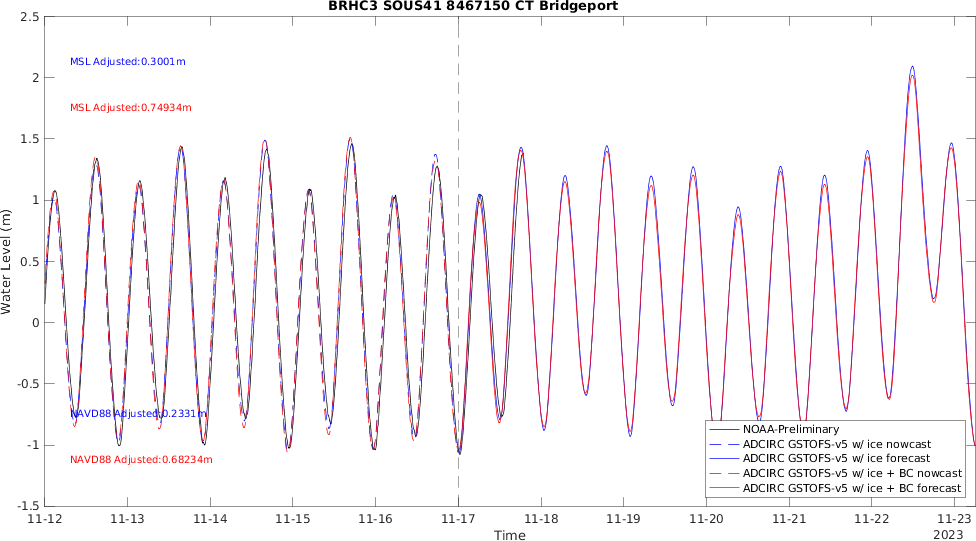 BRHC3 SOUS41 8467150 CT Bridgeport
2.5
2
1.5
1
0.5
0
-0.5
-1
-1.5
Water Level (m)
MSL Adjusted:0.3001m
MSL Adjusted:0.74934m
NAVD88 Adjusted:0.2331m
NAVD88 Adjusted:0.68234m
NOAA-Preliminary
ADCIRC GSTOFS-v5 w/ ice nowcast
ADCIRC GSTOFS-v5 w/ ice forecast
ADCIRC GSTOFS-v5 w/ ice + BC nowcast
ADCIRC GSTOFS-v5 w/ ice + BC forecast
11-12 11-13 11-14 11-15 11-16 11-17 11-18 11-19 11-20 11-21 11-22 11-23
Time
2023